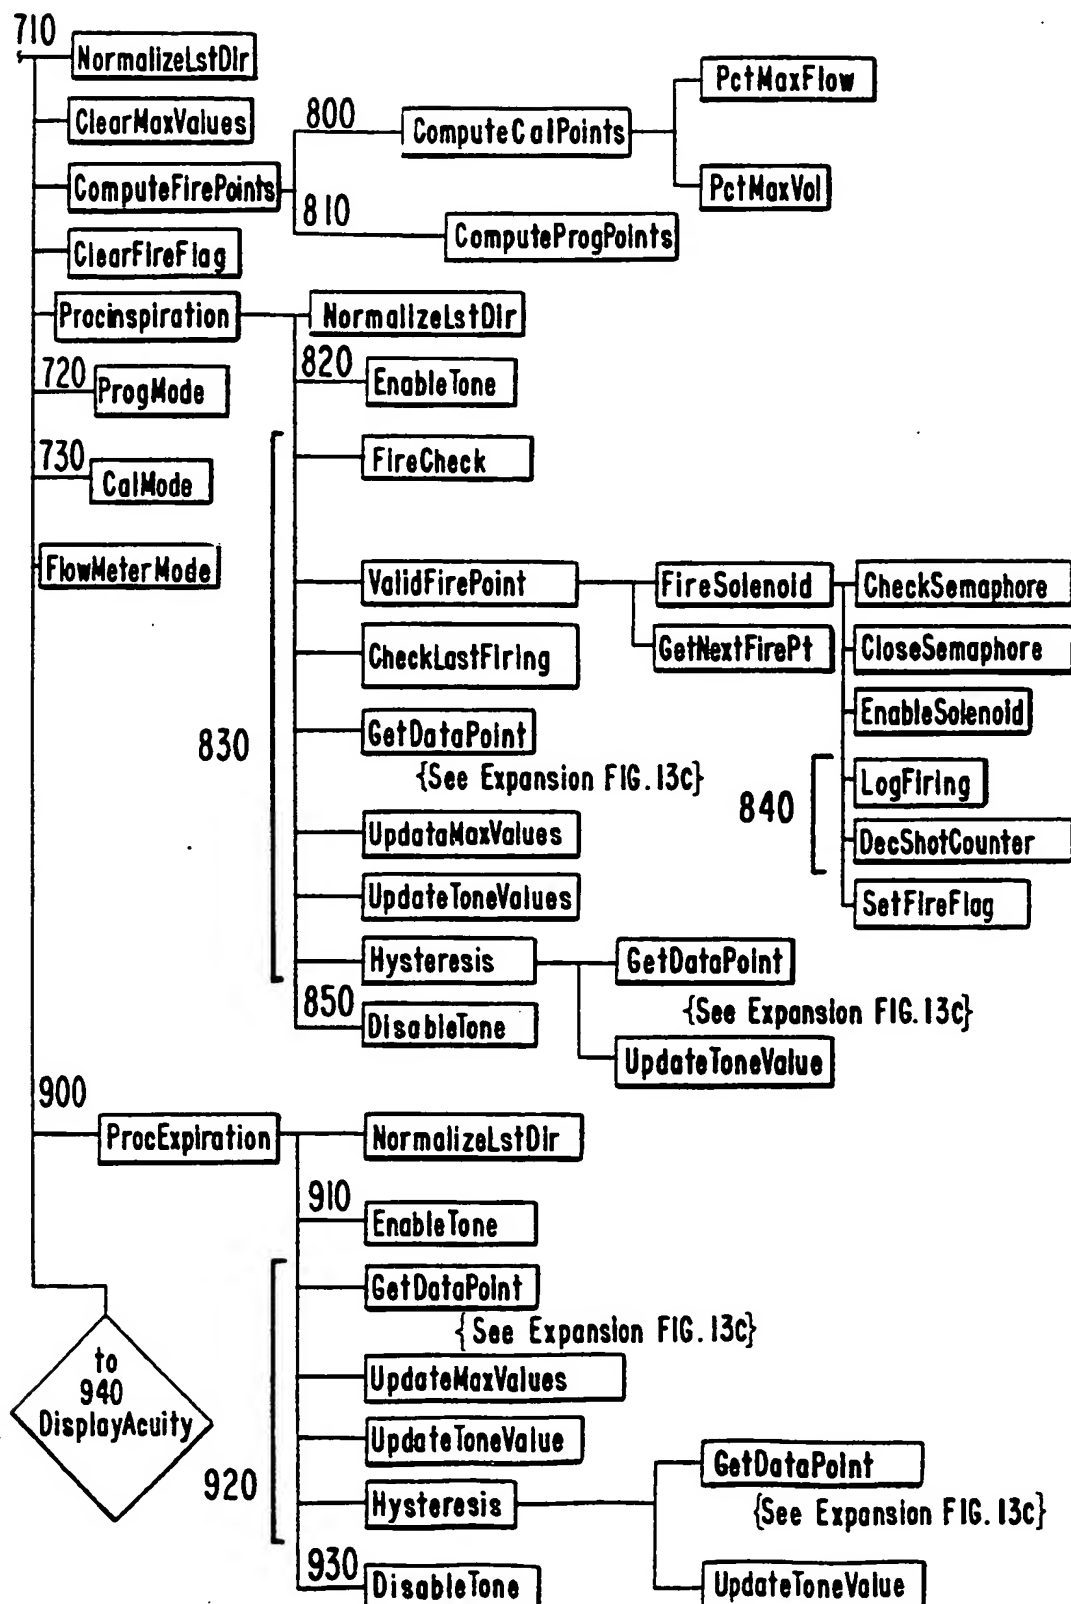 710
NormalizeLstDir
ClearMaxValues
ComputeFirePoints
800
ComputeCalPoints
PctMaxFlow
PctMaxVol
810
ComputeProgPoints
ClearFireFlag
Procinspiration
NormalizeLstDir
820
EnableTone
720
ProgMode
730
CalMode
FlowMeterMode
830
FireCheck
ValidFirePoint
FireSolenoid
CheckSemaphore
GetNextFirePt
CloseSemaphore
EnableSolenoid
840
LogFiring
DecShotCounter
SetFireFlag
CheckLastFiring
GetDataPoint
{See Expansion FIG.13c}
UpdataMaxValues
UpdateToneValues
Hysteresis
GetDataPoint
{See Expansion FIG.13c}
UpdateToneValue
850
DisableTone
900
ProcExpiration
NormalizeLstDir
910
EnableTone
920
GetDataPoint
{See Expansion FIG.13c}
UpdateMaxValues
UpdateToneValue
Hysteresis
GetDataPoint
{See Expansion FIG.13c}
UpdateToneValue
930
DisableTone
to
940
DisplayAcuity